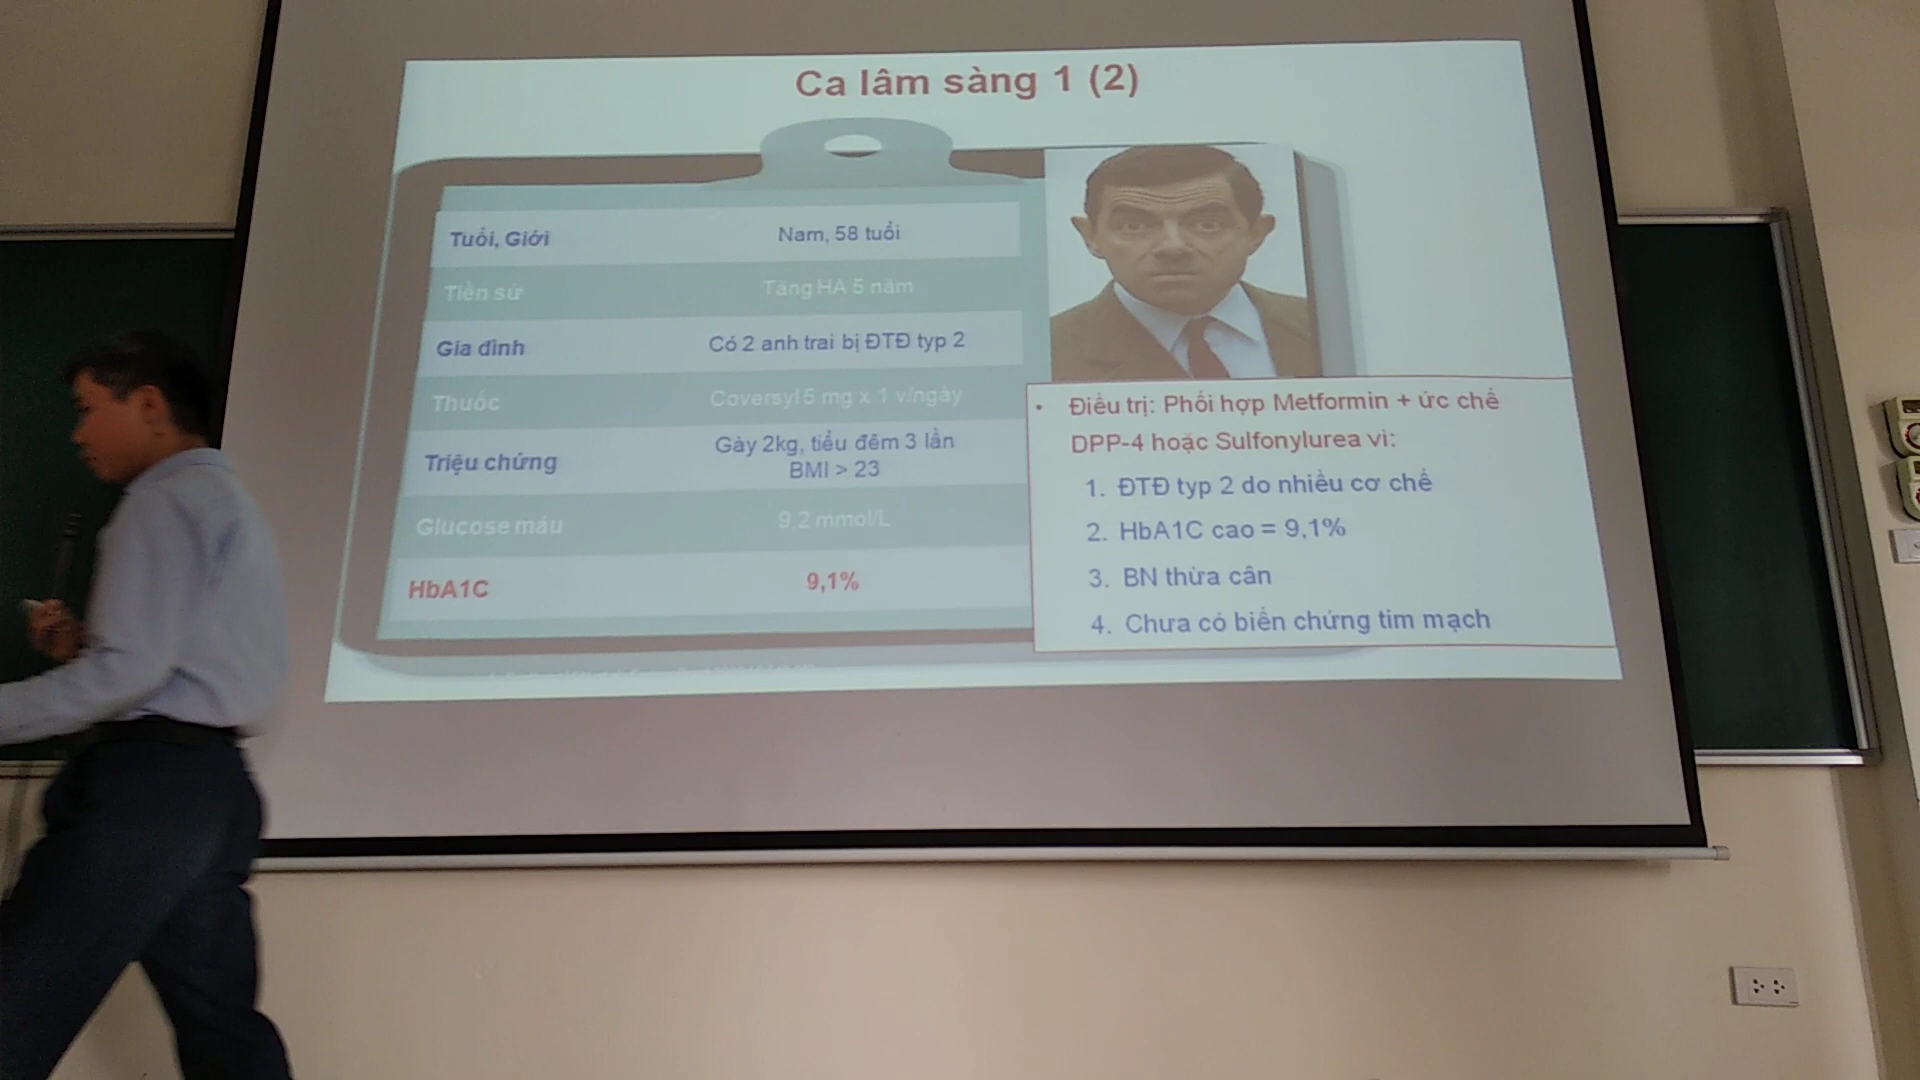 Ca lâm sàng 1 (2)
Tuổi, Giới Nam, 58 tuổi
Tiền sử Tăng HA 5 năm
Gia đình Có 2 anh trai bị ĐTĐ typ 2
Thuốc Coversyl 5 mg x 1 v/ngày
Triệu chứng Gày 2kg, tiểu đêm 3 lần
BMI > 23
Glucose máu 9,2 mmol/L
HbA1C 9,1%
• Điều trị: Phối hợp Metformin + ức chế
DPP-4 hoặc Sulfonylurea vì:
1. ĐTĐ typ 2 do nhiều cơ chế
2. HbA1C cao = 9,1%
3. BN thừa cân
4. Chưa có biến chứng tim mạch